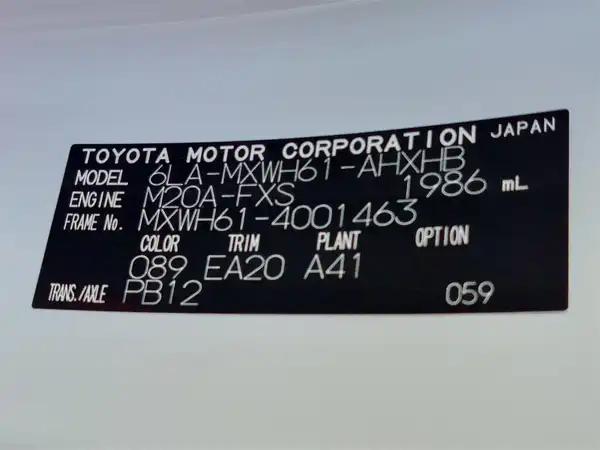 TOYOTA MOTOR CORPORATION JAPAN
MODEL 6LA-MXWH61-AHXHB
ENGINE M20A-FXS 1986 mL
FRAME No. MXWH61-4001463
COLOR TRIM PLANT OPTION
089 EA20 A41
TRANS./AXLE PB12 059